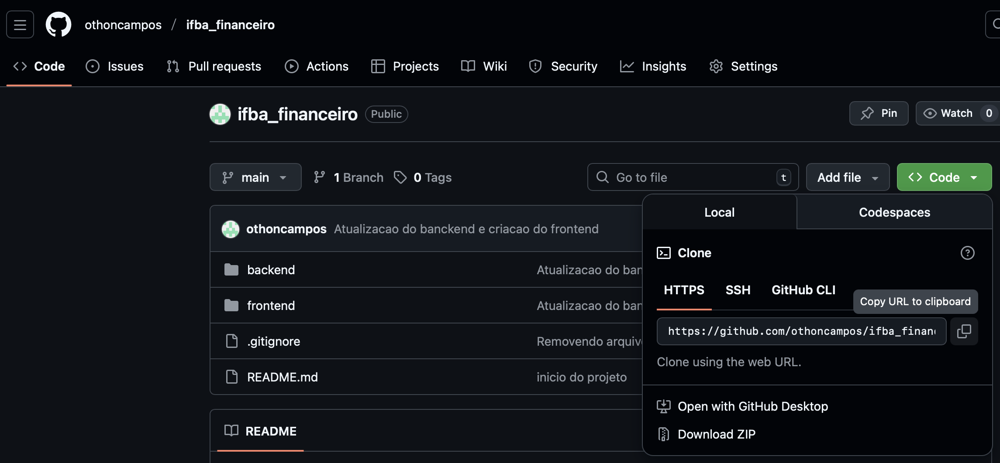 othoncampos / ifba_financeiro
Code Issues Pull requests Actions Projects Wiki Security Insights Settings
ifba_financeiro Public
Pin Watch 0
main 1 Branch 0 Tags
Go to file t Add file Code
Local Codespaces
othoncampos Atualizacao do banckend e criacao do frontend
Clone
backend Atualizacao do ban
HTTPS SSH GitHub CLI
Copy URL to clipboard
frontend Atualizacao do ban
https://github.com/othoncampos/ifba_finan
.gitignore Removendo arquiv
Clone using the web URL.
README.md inicio do projeto
Open with GitHub Desktop
README
Download ZIP